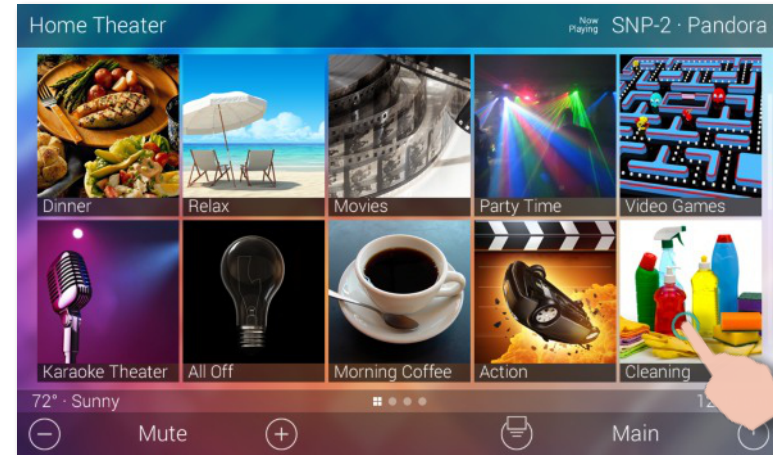 Home Theater
Now Playing SNP-2 · Pandora
Dinner
Relax
Movies
Party Time
Video Games
Karaoke Theater
All Off
Morning Coffee
Action
Cleaning
72° · Sunny
Mute
Main